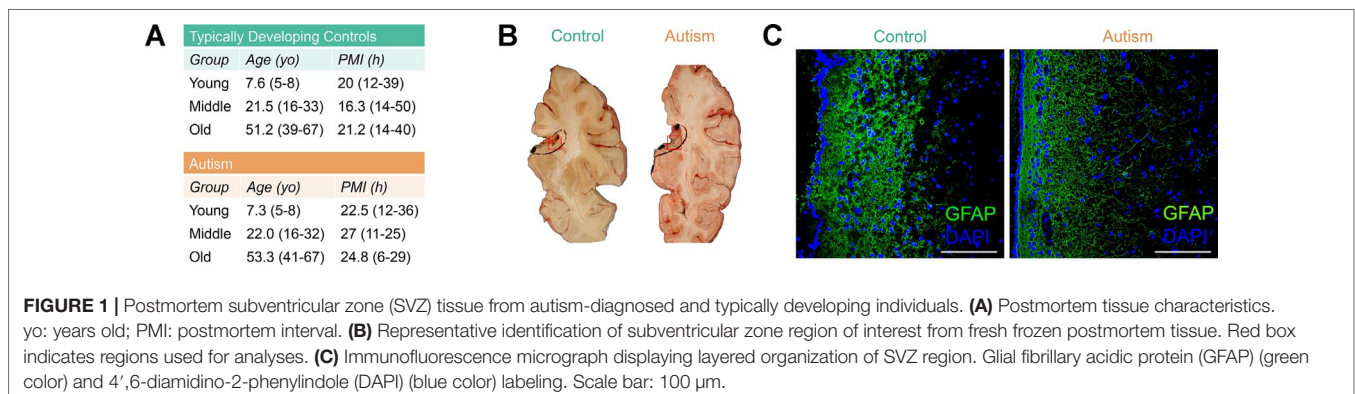 A
Typically Developing Controls
Group Age (yo) PMI (h)
Young 7.6 (5-8) 20 (12-39)
Middle 21.5 (16-33) 16.3 (14-50)
Old 51.2 (39-67) 21.2 (14-40)
Autism
Group Age (yo) PMI (h)
Young 7.3 (5-8) 22.5 (12-36)
Middle 22.0 (16-32) 27 (11-25)
Old 53.3 (41-67) 24.8 (6-29)
B
Control Autism
C
Control Autism
GFAP
DAPI
GFAP
DAPI
FIGURE 1 | Postmortem subventricular zone (SVZ) tissue from autism-diagnosed and typically developing individuals. (A) Postmortem tissue characteristics.
yo: years old; PMI: postmortem interval. (B) Representative identification of subventricular zone region of interest from fresh frozen postmortem tissue. Red box
indicates regions used for analyses. (C) Immunofluorescence micrograph displaying layered organization of SVZ region. Glial fibrillary acidic protein (GFAP) (green
color) and 4′,6-diamidino-2-phenylindole (DAPI) (blue color) labeling. Scale bar: 100 µm.